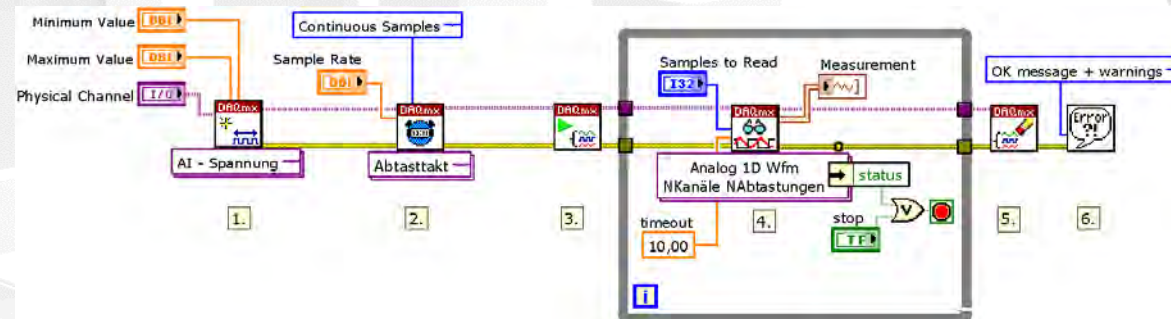 Minimum Value
DBl
Maximum Value
DBl
Physical Channel
I/O
Continuous Samples
Sample Rate
DBl
DAQmx
AI - Spannung
1.
DAQmx
Abtasttakt
2.
DAQmx
3.
Samples to Read
I32
Measurement
DAQmx
Analog 1D Wfm
NKanäle NAbtastungen
status
timeout
10,00
4.
stop
TF
V
i
OK message + warnings
DAQmx
5.
Error
?!
6.